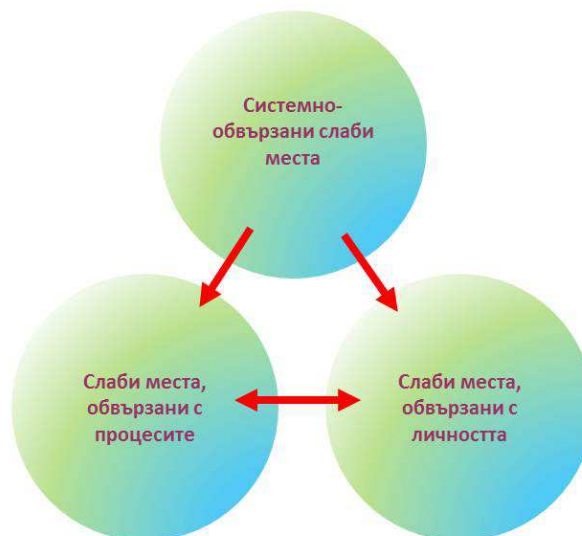 Системно-
обвързани слаби
места
Слаби места,
обвързани с
процесите
Слаби места,
обвързани с
личността